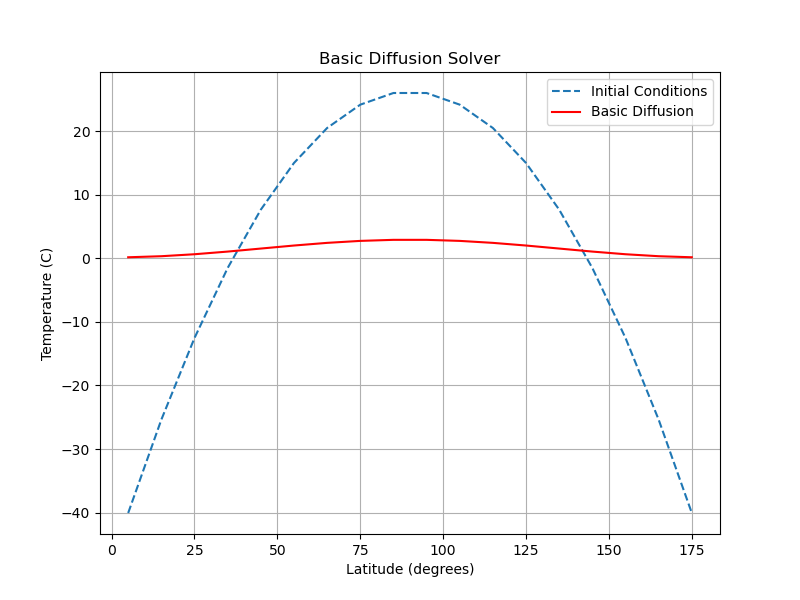 Basic Diffusion Solver
Initial Conditions
Basic Diffusion
Temperature (C)
20
10
0
−10
−20
−30
−40
0 25 50 75 100 125 150 175
Latitude (degrees)